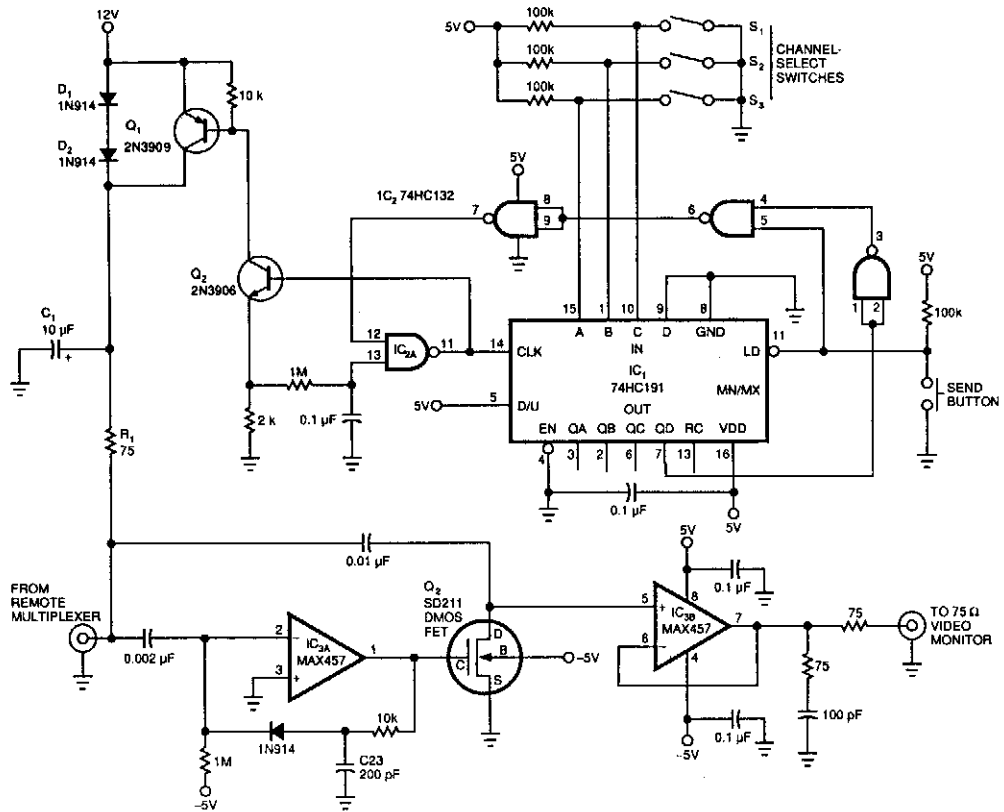 12V
D1
1N914
D2
1N914
Q1
2N3909
10 k
5V
100k
100k
100k
S1
S2
S3
CHANNEL-
SELECT
SWITCHES
5V
1C2 74HC132
7
8
9
6
4
5
3
1
2
5V
100k
Q2
2N3906
C1
10 µF
+
12
13
IC2A
11
14
15
1
10
9
8
A
B
C
D
GND
IN
CLK
LD
11
IC1
74HC191
MN/MX
D/U
OUT
5
5V
EN
QA
QB
QC
QD
RC
VDD
4
3
2
6
7
13
16
0.1 µF
5V
SEND
BUTTON
1M
0.1 µF
2 k
R1
75
0.01 µF
FROM
REMOTE
MULTIPLEXER
0.002 µF
2
–
3
+
IC3A
MAX457
1
Q2
SD211
DMOS
FET
D
B
C
S
–5V
5V
0.1 µF
8
5
+
6
–
IC3B
MAX457
7
4
–5V
0.1 µF
75
TO 75 Ω
VIDEO
MONITOR
75
100 pF
1N914
10k
C23
200 pF
1M
–5V